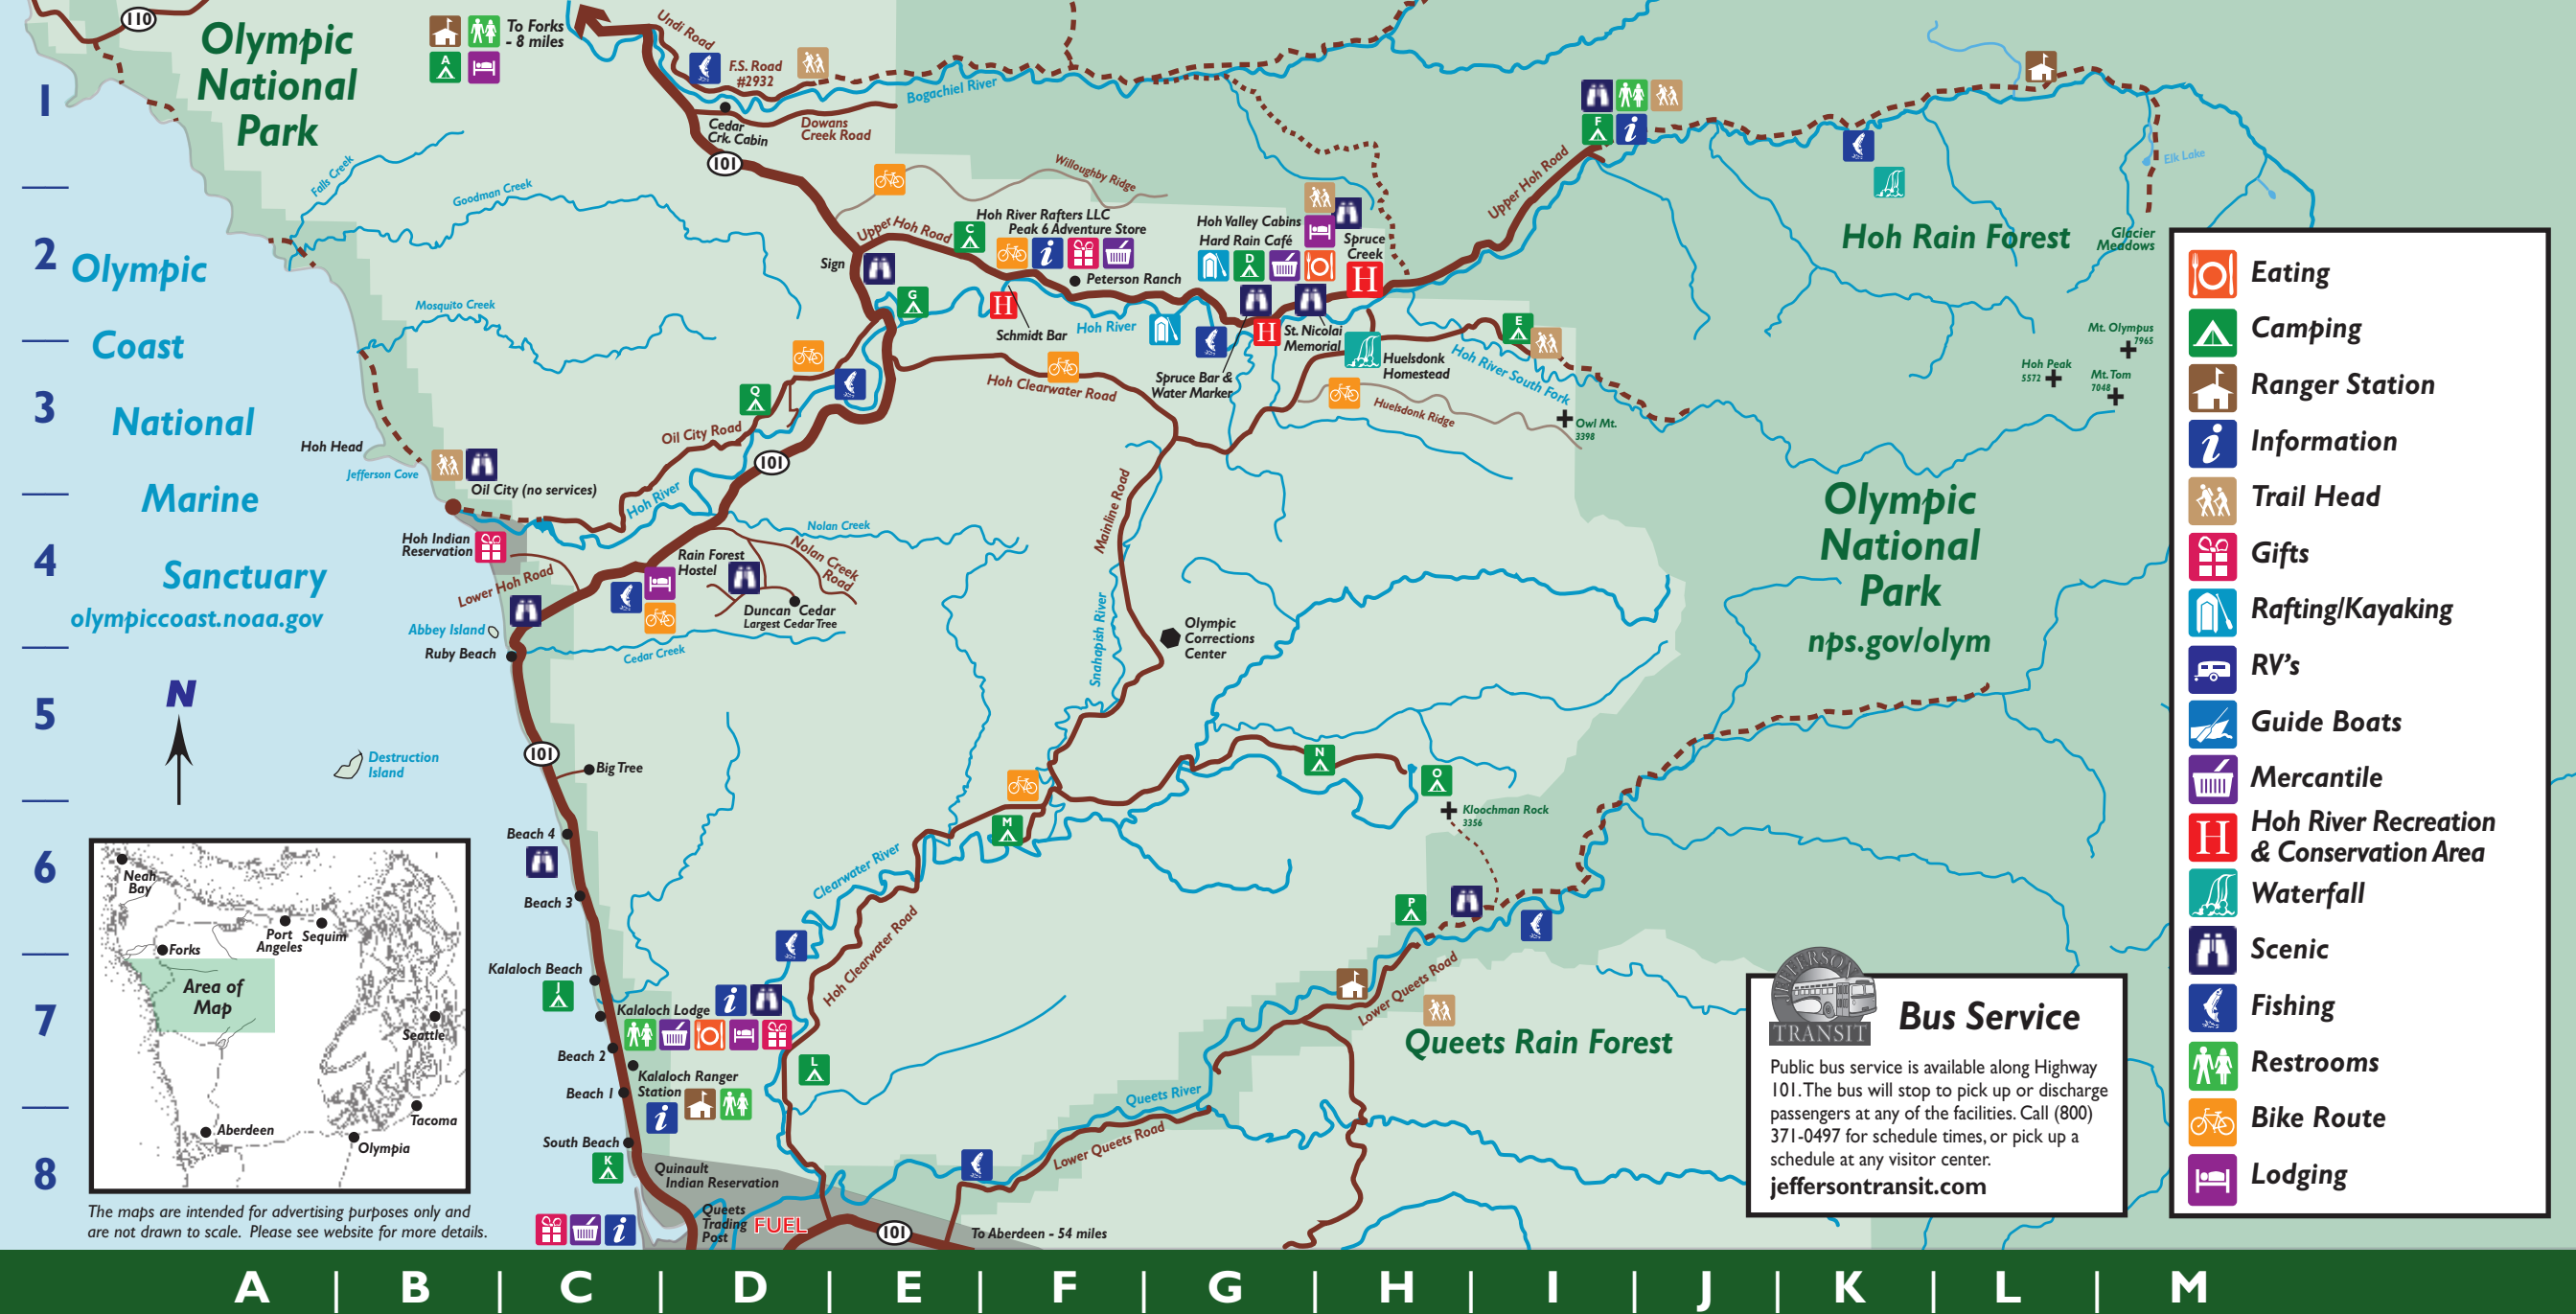 110
Olympic
National
Park
A
To Forks
- 8 miles
Undi Road
F.S. Road
#2932
Bogachiel River
Cedar
Crk. Cabin
Dowans
Creek Road
101
1
Falls Creek
Goodman Creek
Willoughby Ridge
Upper Hoh Road
F
Elk Lake
Hoh Rain Forest
Glacier
Meadows
2
Olympic
Coast
National
Marine
Sanctuary
olympiccoast.noaa.gov
Sign
Upper Hoh Road
C
Hoh River Rafters LLC
Peak 6 Adventure Store
Peterson Ranch
Hoh Valley Cabins
Hard Rain Café
D
Spruce
Creek
H
G
H
Schmidt Bar
Hoh River
H
St. Nicolai
Memorial
Spruce Bar &
Water Marker
Huelsdonk
Homestead
E
Hoh River South Fork
Mosquito Creek
Mt. Olympus
7965
Hoh Peak
5572
Mt. Tom
7048
3
Hoh Clearwater Road
Huelsdonk Ridge
Owl Mt.
3398
Q
Oil City Road
Hoh Head
Jefferson Cove
Oil City (no services)
101
Hoh River
Mainline Road
4
Hoh Indian
Reservation
Lower Hoh Road
Nolan Creek
Nolan Creek
Road
Rain Forest
Hostel
Duncan Cedar
Largest Cedar Tree
Abbey Island
Ruby Beach
Cedar Creek
Snahapish River
Olympic
Corrections
Center
Olympic
National
Park
nps.gov/olym
N
5
101
Destruction
Island
Big Tree
N
O
Kloochman Rock
3356
M
6
Beach 4
Beach 3
Clearwater River
P
Hoh Clearwater Road
Neah
Bay
Port
Angeles
Sequim
Forks
Area of
Map
Seattle
Tacoma
Aberdeen
Olympia
The maps are intended for advertising purposes only and
are not drawn to scale. Please see website for more details.
7
Kalaloch Beach
J
Kalaloch Lodge
Beach 2
Kalaloch Ranger
Station
Beach 1
L
Lower Queets Road
Queets Rain Forest
8
South Beach
K
Quinault
Indian Reservation
Queets
Trading
Post
FUEL
101
To Aberdeen - 54 miles
Queets River
Lower Queets Road
JEFFERSON
TRANSIT
Bus Service
Public bus service is available along Highway
101. The bus will stop to pick up or discharge
passengers at any of the facilities. Call (800)
371-0497 for schedule times, or pick up a
schedule at any visitor center.
jeffersontransit.com
Eating
Camping
Ranger Station
Information
Trail Head
Gifts
Rafting/Kayaking
RV's
Guide Boats
Mercantile
H
Hoh River Recreation
& Conservation Area
Waterfall
Scenic
Fishing
Restrooms
Bike Route
Lodging
A | B | C | D | E | F | G | H | I | J | K | L | M